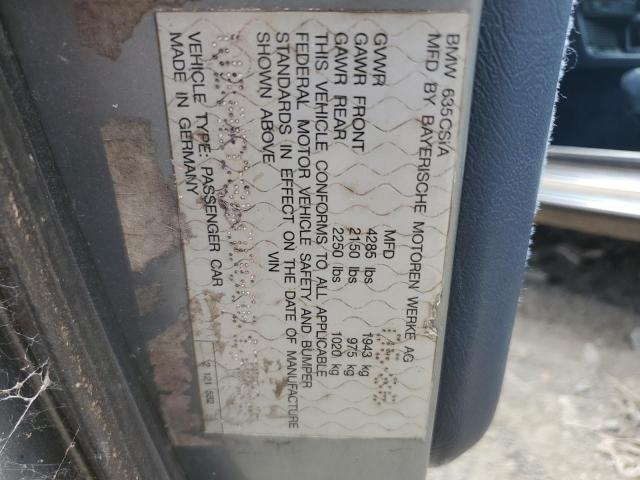 BMW 635CSiA
MFD BY BAYERISCHE MOTOREN WERKE AG
MFD
GVWR 4285 lbs 1943 kg
GAWR FRONT 2150 lbs 975 kg
GAWR REAR 2250 lbs 1020 kg
THIS VEHICLE CONFORMS TO ALL APPLICABLE
FEDERAL MOTOR VEHICLE SAFETY AND BUMPER
STANDARDS IN EFFECT ON THE DATE OF MANUFACTURE
SHOWN ABOVE VIN
VEHICLE TYPE: PASSENGER CAR
MADE IN GERMANY